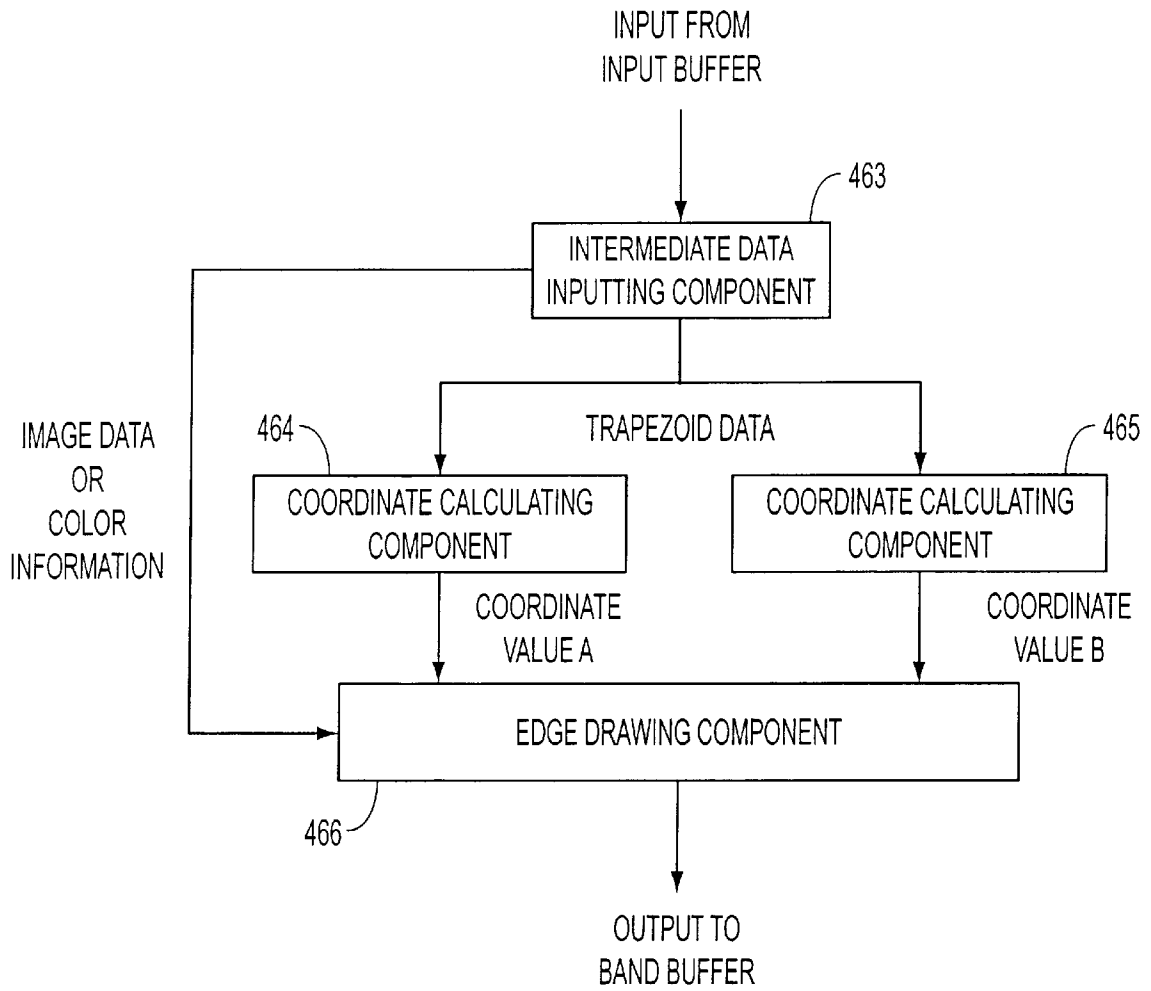 INPUT FROM
INPUT BUFFER
463
INTERMEDIATE DATA
INPUTTING COMPONENT
IMAGE DATA
OR
COLOR
INFORMATION
464
TRAPEZOID DATA
465
COORDINATE CALCULATING
COMPONENT
COORDINATE CALCULATING
COMPONENT
COORDINATE
VALUE A
COORDINATE
VALUE B
EDGE DRAWING COMPONENT
466
OUTPUT TO
BAND BUFFER